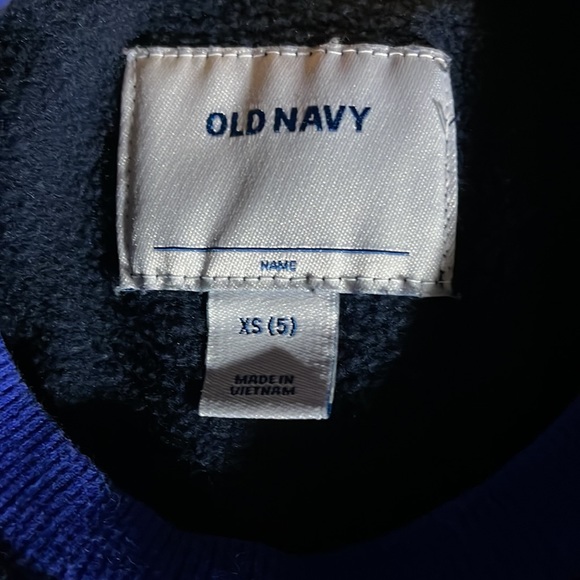 OLD NAVY
NAME
XS (5)
MADE IN
VIETNAM